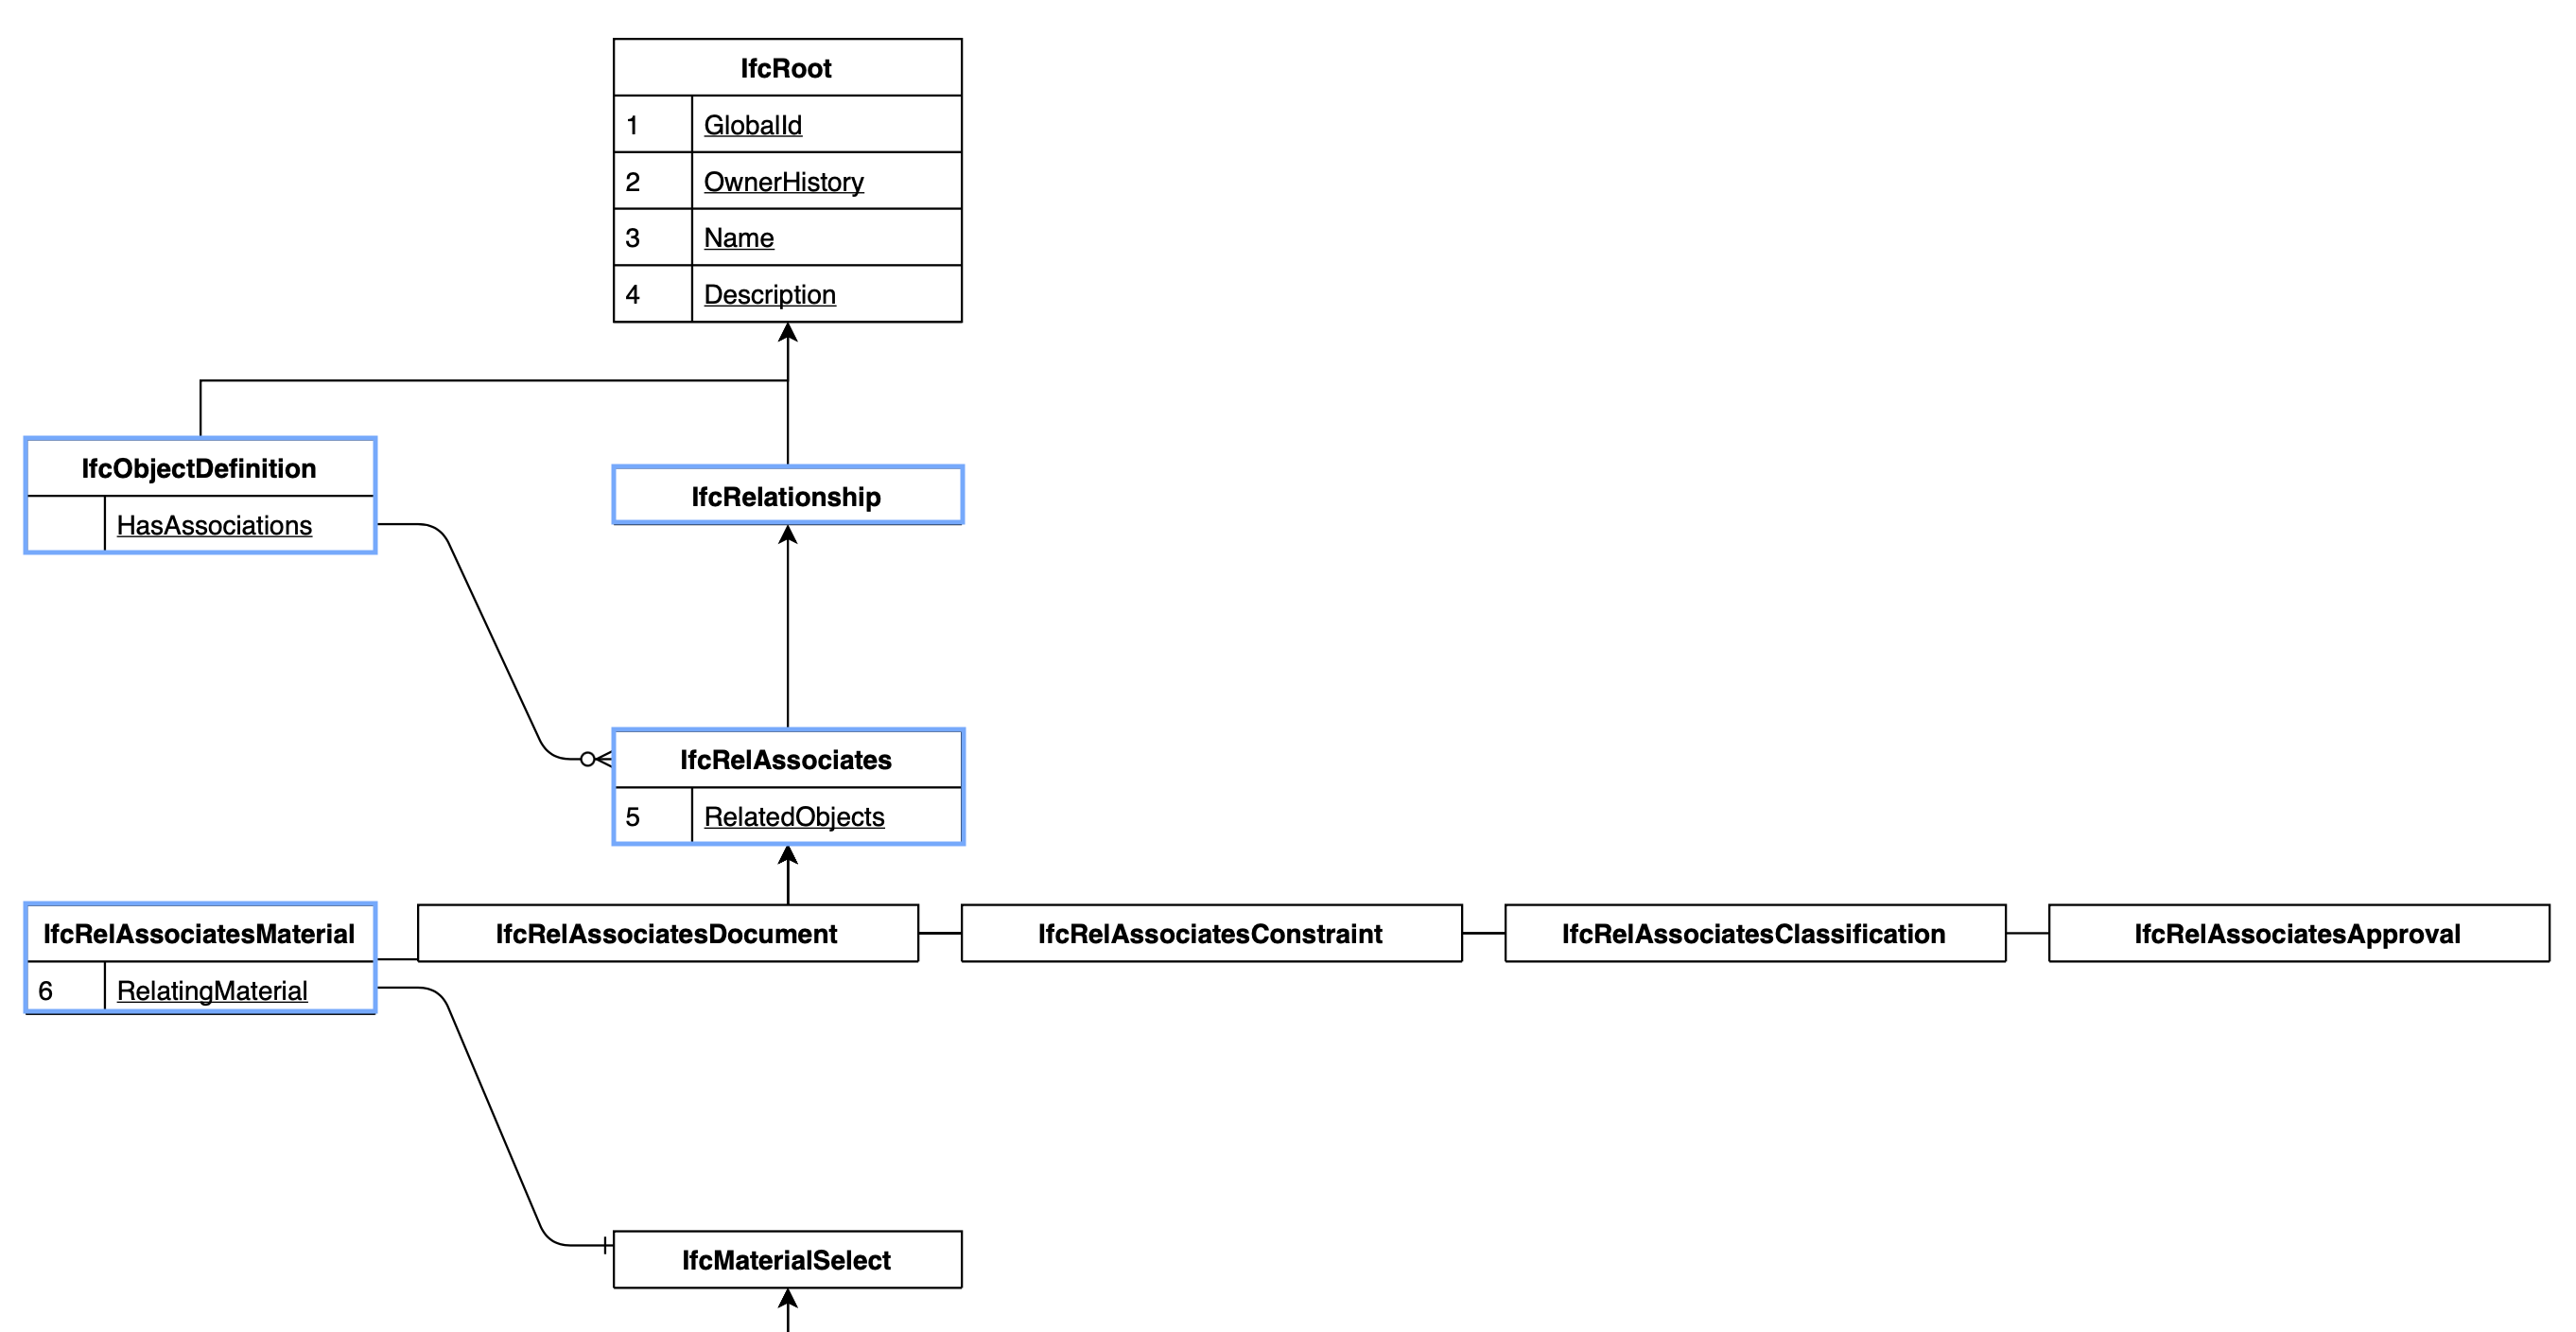 IfcRoot
1 GlobalId
2 OwnerHistory
3 Name
4 Description
IfcObjectDefinition
HasAssociations
IfcRelationship
IfcRelAssociates
5 RelatedObjects
IfcRelAssociatesMaterial
6 RelatingMaterial
IfcRelAssociatesDocument
IfcRelAssociatesConstraint
IfcRelAssociatesClassification
IfcRelAssociatesApproval
IfcMaterialSelect